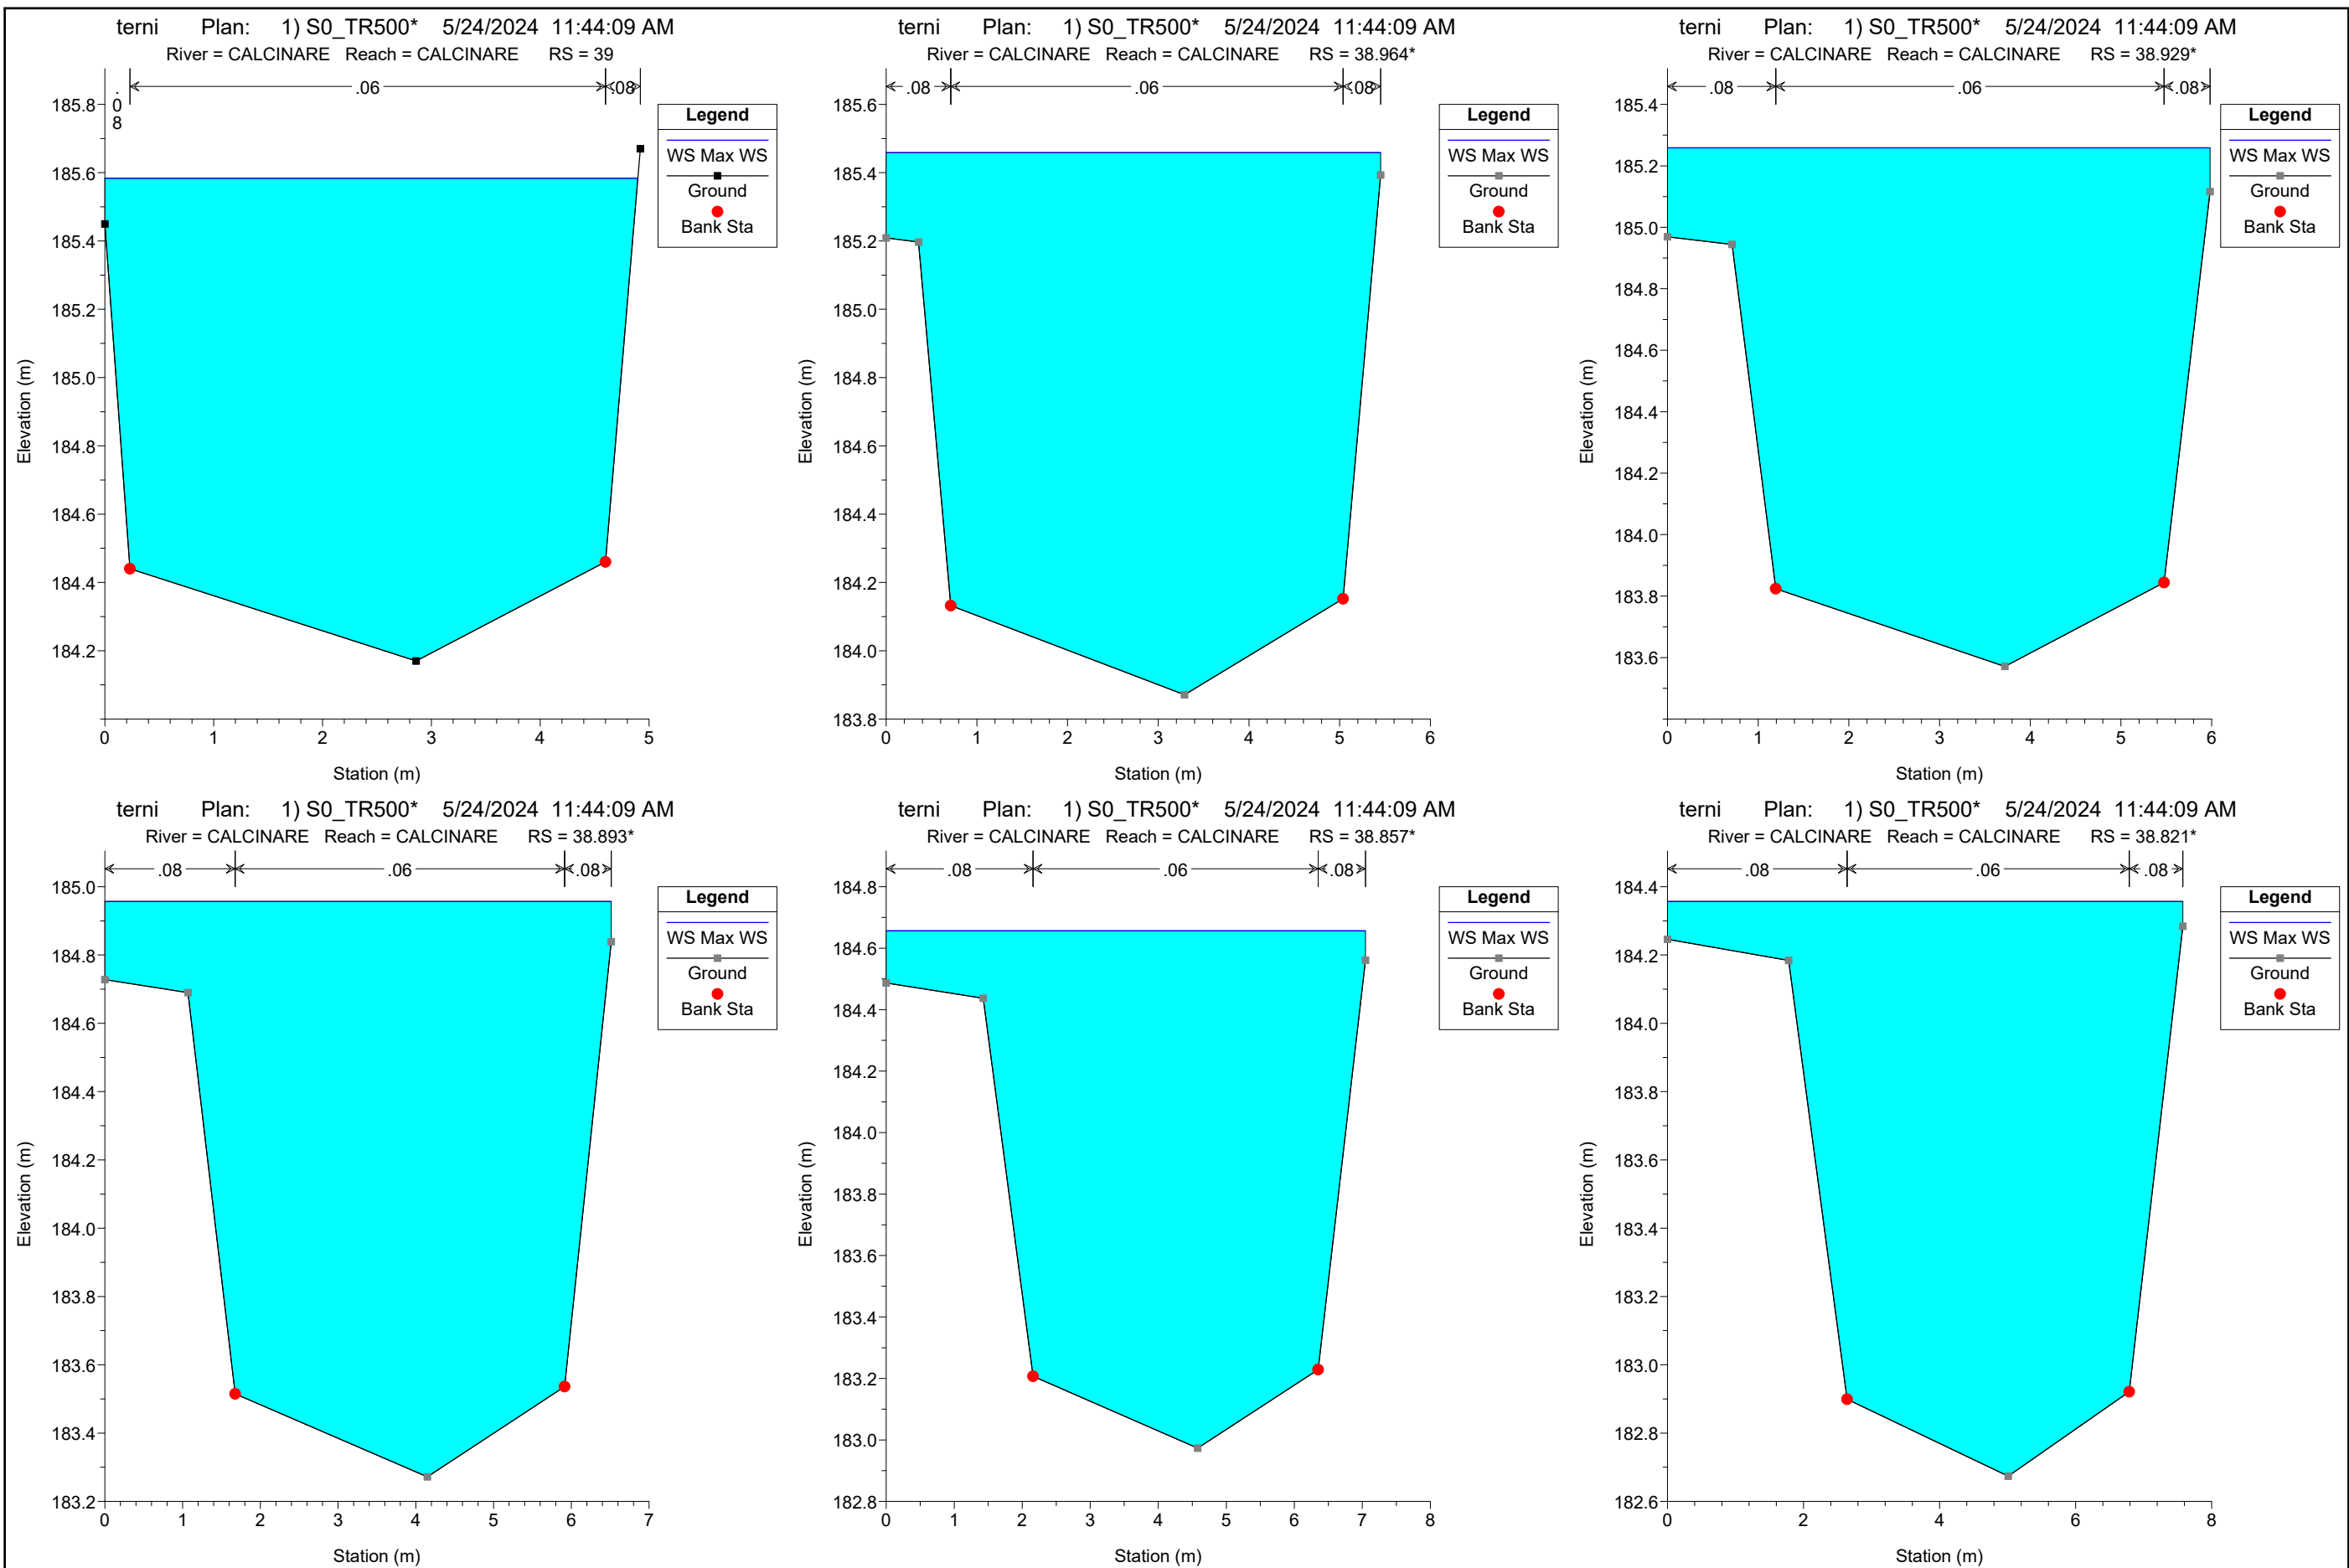 terni Plan: 1) S0_TR500* 5/24/2024 11:44:09 AM
River = CALCINARE Reach = CALCINARE RS = 39
.08 .06 .08
185.8
185.6
185.4
185.2
185.0
184.8
184.6
184.4
184.2
Elevation (m)
0 1 2 3 4 5
Station (m)
Legend
WS Max WS
Ground
Bank Sta
terni Plan: 1) S0_TR500* 5/24/2024 11:44:09 AM
River = CALCINARE Reach = CALCINARE RS = 38.964*
.08 .06 .08
185.6
185.4
185.2
185.0
184.8
184.6
184.4
184.2
184.0
183.8
Elevation (m)
0 1 2 3 4 5 6
Station (m)
Legend
WS Max WS
Ground
Bank Sta
terni Plan: 1) S0_TR500* 5/24/2024 11:44:09 AM
River = CALCINARE Reach = CALCINARE RS = 38.929*
.08 .06 .08
185.4
185.2
185.0
184.8
184.6
184.4
184.2
184.0
183.8
183.6
Elevation (m)
0 1 2 3 4 5 6
Station (m)
Legend
WS Max WS
Ground
Bank Sta
terni Plan: 1) S0_TR500* 5/24/2024 11:44:09 AM
River = CALCINARE Reach = CALCINARE RS = 38.893*
.08 .06 .08
185.0
184.8
184.6
184.4
184.2
184.0
183.8
183.6
183.4
183.2
Elevation (m)
0 1 2 3 4 5 6 7
Station (m)
Legend
WS Max WS
Ground
Bank Sta
terni Plan: 1) S0_TR500* 5/24/2024 11:44:09 AM
River = CALCINARE Reach = CALCINARE RS = 38.857*
.08 .06 .08
184.8
184.6
184.4
184.2
184.0
183.8
183.6
183.4
183.2
183.0
182.8
Elevation (m)
0 1 2 3 4 5 6 7 8
Station (m)
Legend
WS Max WS
Ground
Bank Sta
terni Plan: 1) S0_TR500* 5/24/2024 11:44:09 AM
River = CALCINARE Reach = CALCINARE RS = 38.821*
.08 .06 .08
184.4
184.2
184.0
183.8
183.6
183.4
183.2
183.0
182.8
182.6
Elevation (m)
0 2 4 6 8
Station (m)
Legend
WS Max WS
Ground
Bank Sta